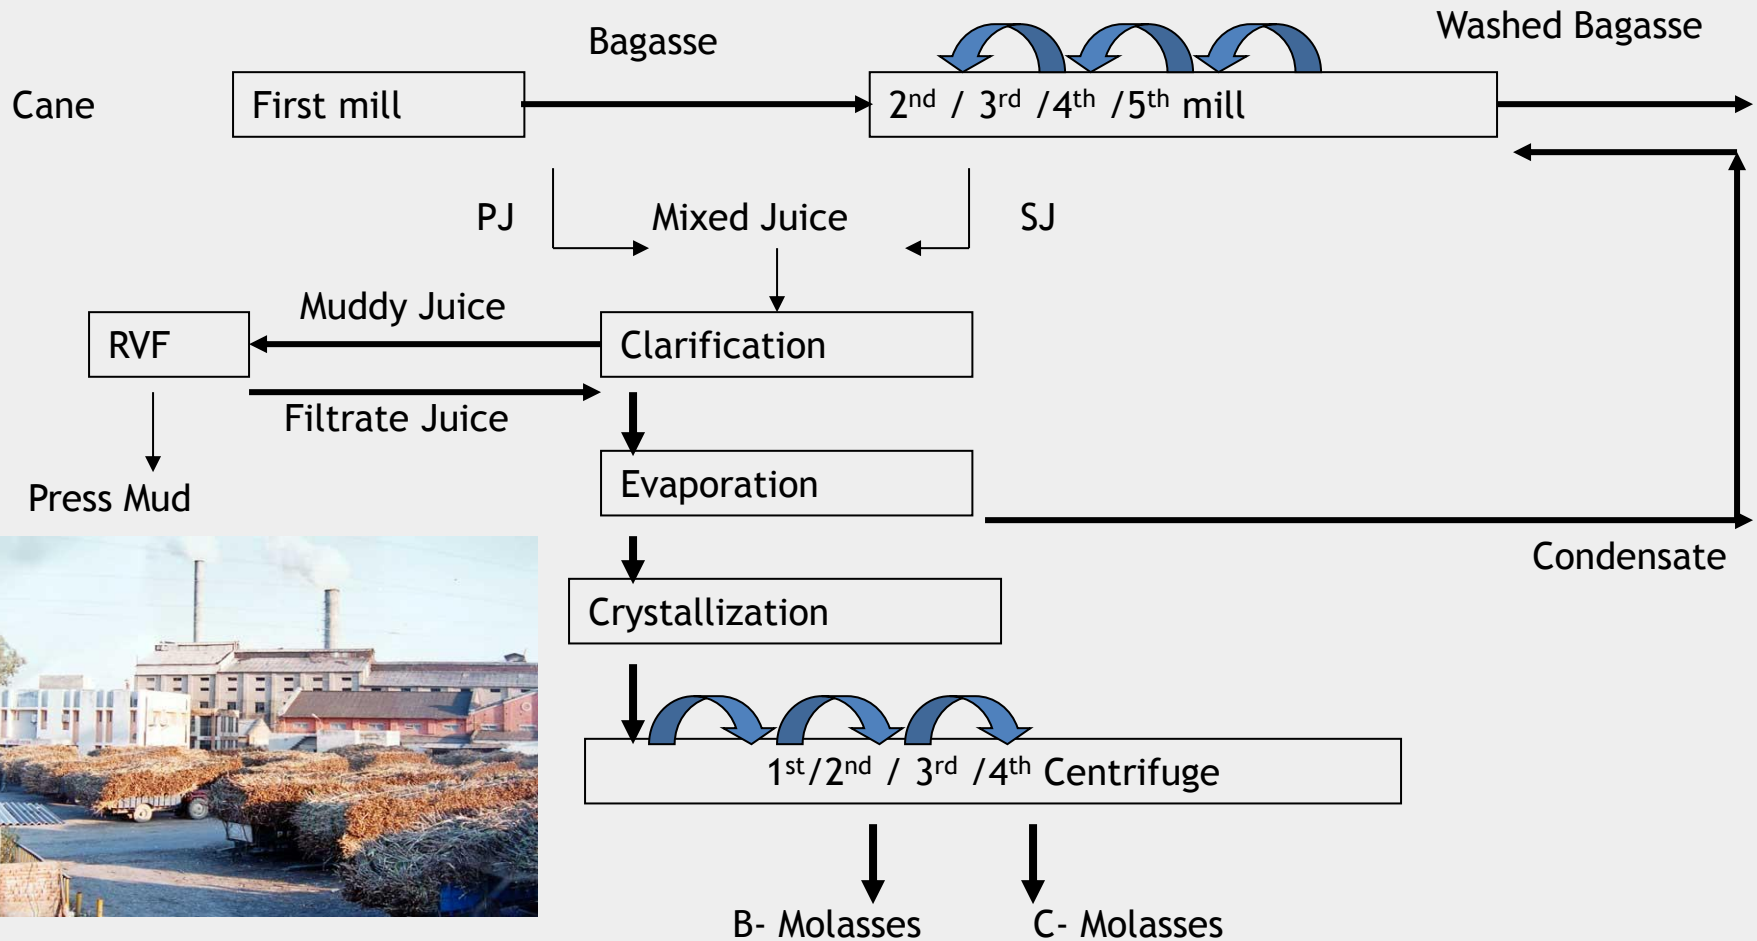 Bagasse
Washed Bagasse
Cane
First mill
2nd / 3rd /4th /5th mill
PJ
Mixed Juice
SJ
Muddy Juice
RVF
Clarification
Filtrate Juice
Evaporation
Press Mud
Condensate
Crystallization
1st/2nd / 3rd /4th Centrifuge
B- Molasses
C- Molasses